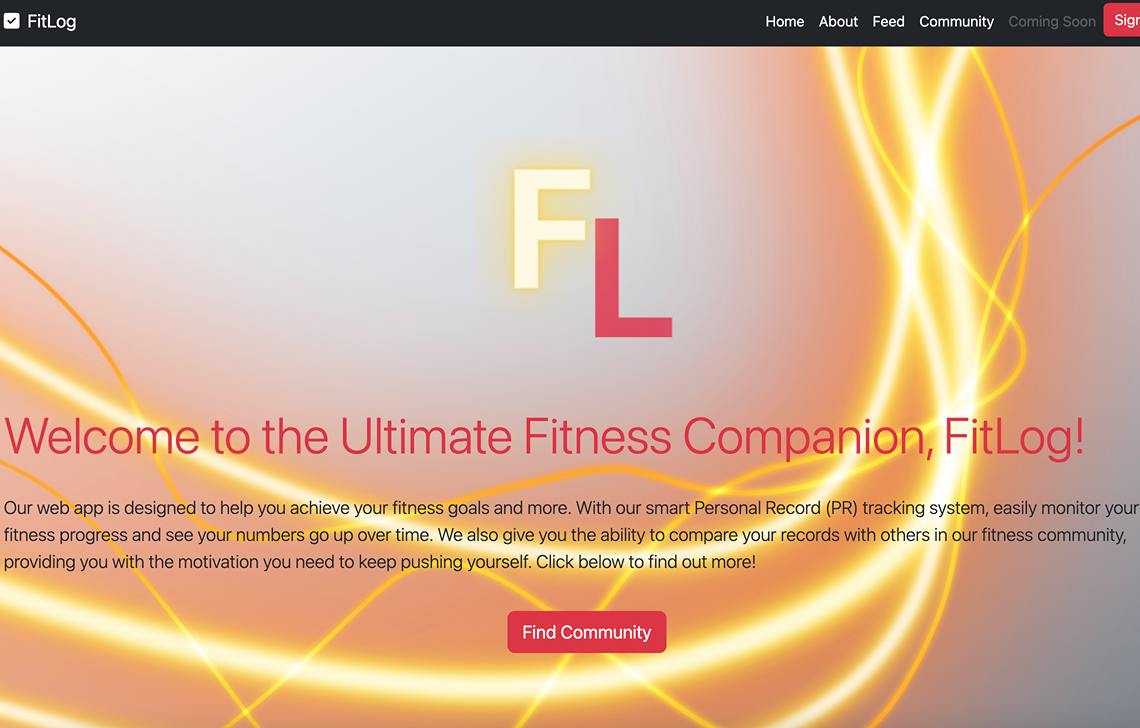 FitLog Home About Feed Community Coming Soon Sign
F
L
Welcome to the Ultimate Fitness Companion, FitLog!
Our web app is designed to help you achieve your fitness goals and more. With our smart Personal Record (PR) tracking system, easily monitor your
fitness progress and see your numbers go up over time. We also give you the ability to compare your records with others in our fitness community,
providing you with the motivation you need to keep pushing yourself. Click below to find out more!
Find Community